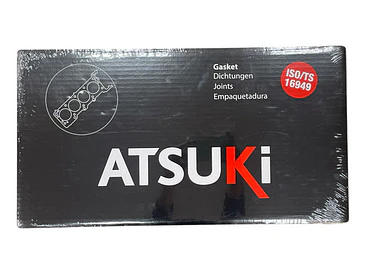 Gasket
Dichtungen
Joints
Empaquetadura
ISO/TS
16949
ATSUKi